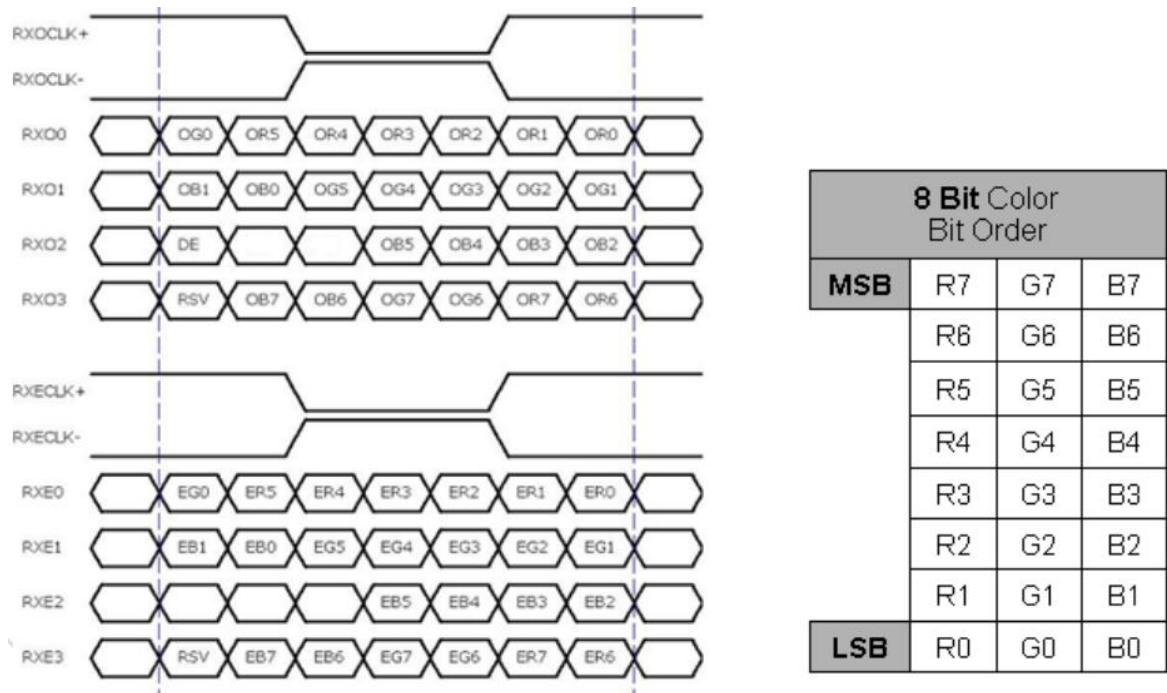 RXOCLK+
RXOCLK-
RXO0 OG0 OR5 OR4 OR3 OR2 OR1 OR0
RXO1 OB1 OB0 OG5 OG4 OG3 OG2 OG1
RXO2 DE OB5 OB4 OB3 OB2
RXO3 RSV OB7 OB6 OG7 OG6 OR7 OR6
RXECLK+
RXECLK-
RXE0 EG0 ER5 ER4 ER3 ER2 ER1 ER0
RXE1 EB1 EB0 EG5 EG4 EG3 EG2 EG1
RXE2 EB5 EB4 EB3 EB2
RXE3 RSV EB7 EB6 EG7 EG6 ER7 ER6
8 Bit Color
Bit Order
MSB R7 G7 B7
R6 G6 B6
R5 G5 B5
R4 G4 B4
R3 G3 B3
R2 G2 B2
R1 G1 B1
LSB R0 G0 B0